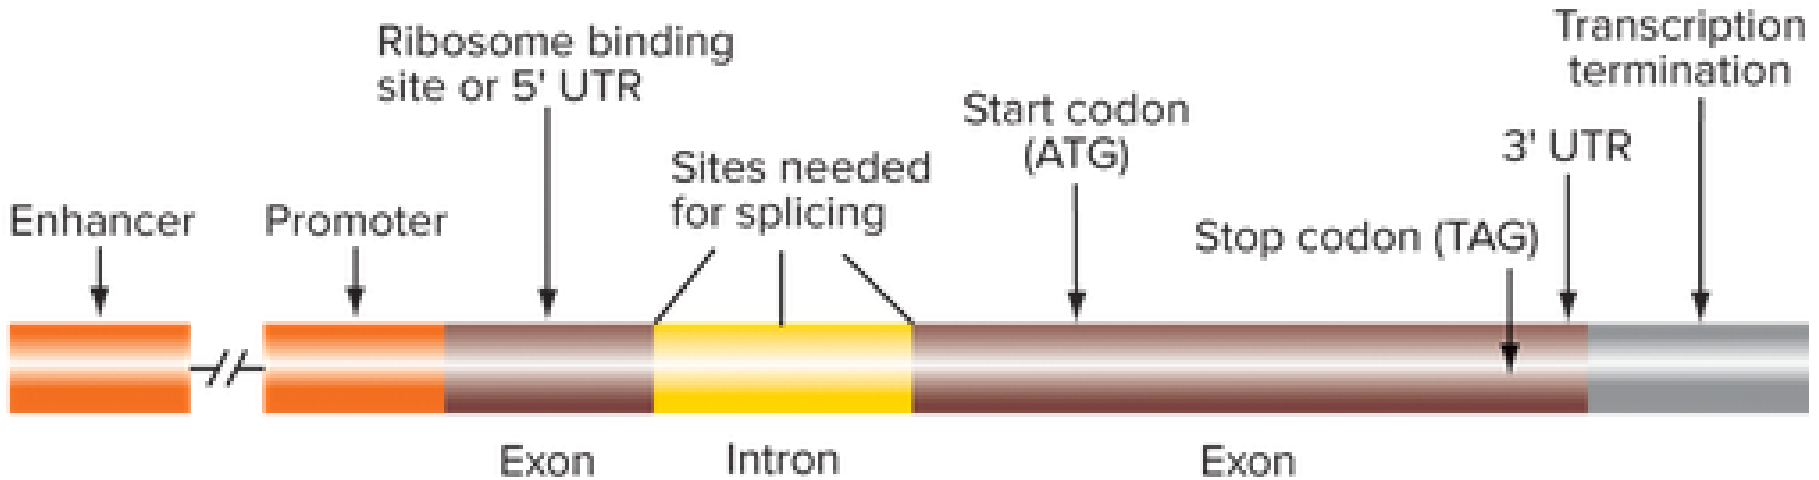 Enhancer
Promoter
Ribosome binding
site or 5' UTR
Sites needed
for splicing
Start codon
(ATG)
Stop codon (TAG)
3' UTR
Transcription
termination
Exon
Intron
Exon